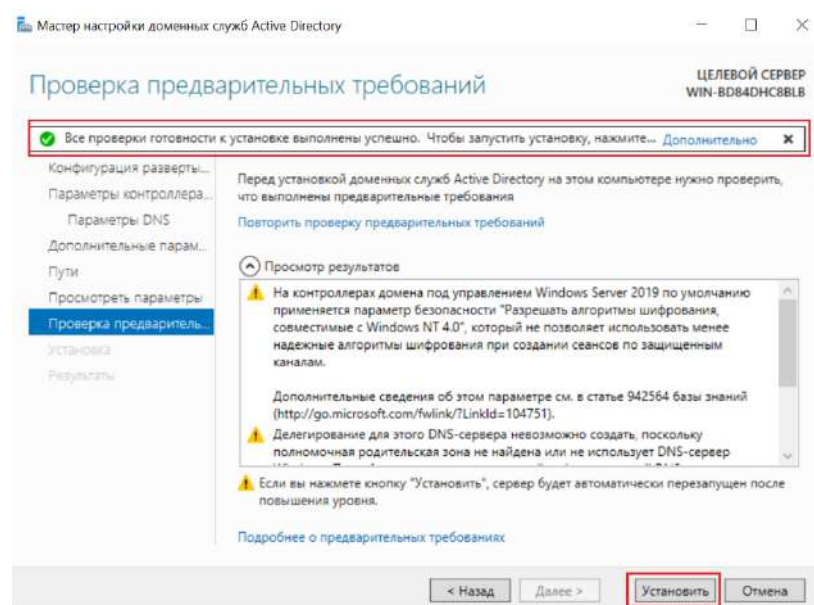 Мастер настройки доменных служб Active Directory
Проверка предварительных требований
ЦЕЛЕВОЙ СЕРВЕР
WIN-BD84DHC8BLB
Все проверки готовности к установке выполнены успешно. Чтобы запустить установку, нажмите... Дополнительно
Конфигурация разверты...
Параметры контроллера...
Параметры DNS
Дополнительные парам...
Пути
Просмотреть параметры
Проверка предваритель...
Установка
Результаты
Перед установкой доменных служб Active Directory на этом компьютере нужно проверить,
что выполнены предварительные требования
Повторить проверку предварительных требований
Просмотр результатов
На контроллерах домена под управлением Windows Server 2019 по умолчанию
применяется параметр безопасности "Разрешать алгоритмы шифрования,
совместимые с Windows NT 4.0", который не позволяет использовать менее
надежные алгоритмы шифрования при создании сеансов по защищенным
каналам.
Дополнительные сведения об этом параметре см. в статье 942564 базы знаний
(http://go.microsoft.com/fwlink/?LinkId=104751).
Делегирование для этого DNS-сервера невозможно создать, поскольку
полномочная родительская зона не найдена или не использует DNS-сервер
Если вы нажмете кнопку "Установить", сервер будет автоматически перезапущен после
повышения уровня.
Подробнее о предварительных требованиях
< Назад
Далее >
Установить
Отмена